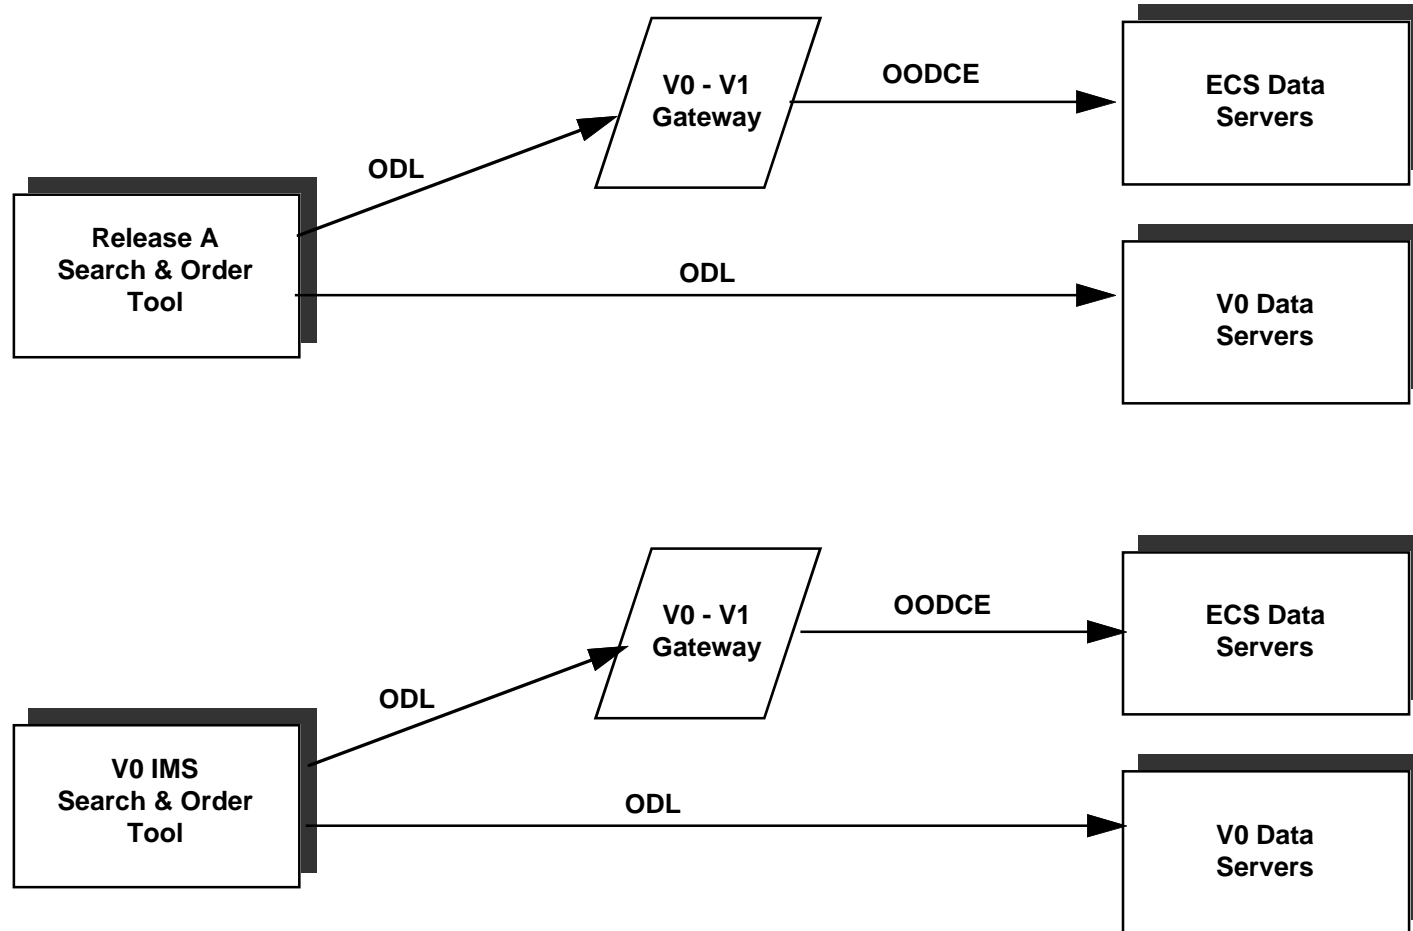 V0 - V1
Gateway
OODCE
ECS Data
Servers
ODL
Release A
Search & Order
Tool
ODL
V0 Data
Servers
V0 - V1
Gateway
OODCE
ECS Data
Servers
ODL
V0 IMS
Search & Order
Tool
ODL
V0 Data
Servers